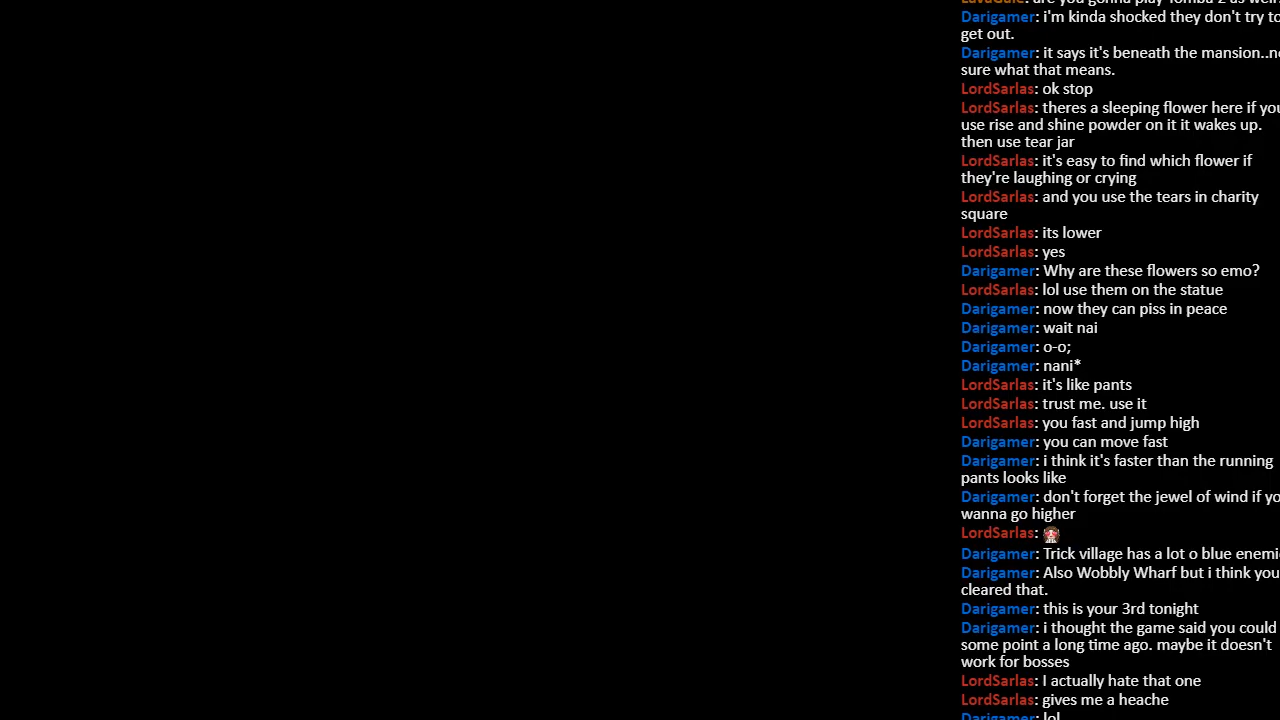 are you gonna play Tomba 2 as well
Darigamer: i'm kinda shocked they don't try to
get out.
Darigamer: it says it's beneath the mansion..
sure what that means.
LordSarlas: ok stop
LordSarlas: theres a sleeping flower here if you
use rise and shine powder on it it wakes up.
then use tear jar
LordSarlas: it's easy to find which flower if
they're laughing or crying
LordSarlas: and you use the tears in charity
square
LordSarlas: its lower
LordSarlas: yes
Darigamer: Why are these flowers so emo?
LordSarlas: lol use them on the statue
Darigamer: now they can piss in peace
Darigamer: wait nai
Darigamer: o-o;
Darigamer: nani*
LordSarlas: it's like pants
LordSarlas: trust me. use it
LordSarlas: you fast and jump high
Darigamer: you can move fast
Darigamer: i think it's faster than the running
pants looks like
Darigamer: don't forget the jewel of wind if yo
wanna go higher
LordSarlas:
Darigamer: Trick village has a lot o blue enemi
Darigamer: Also Wobbly Wharf but i think you
cleared that.
Darigamer: this is your 3rd tonight
Darigamer: i thought the game said you could
some point a long time ago. maybe it doesn't
work for bosses
LordSarlas: I actually hate that one
LordSarlas: gives me a heache
Darigamer: lol